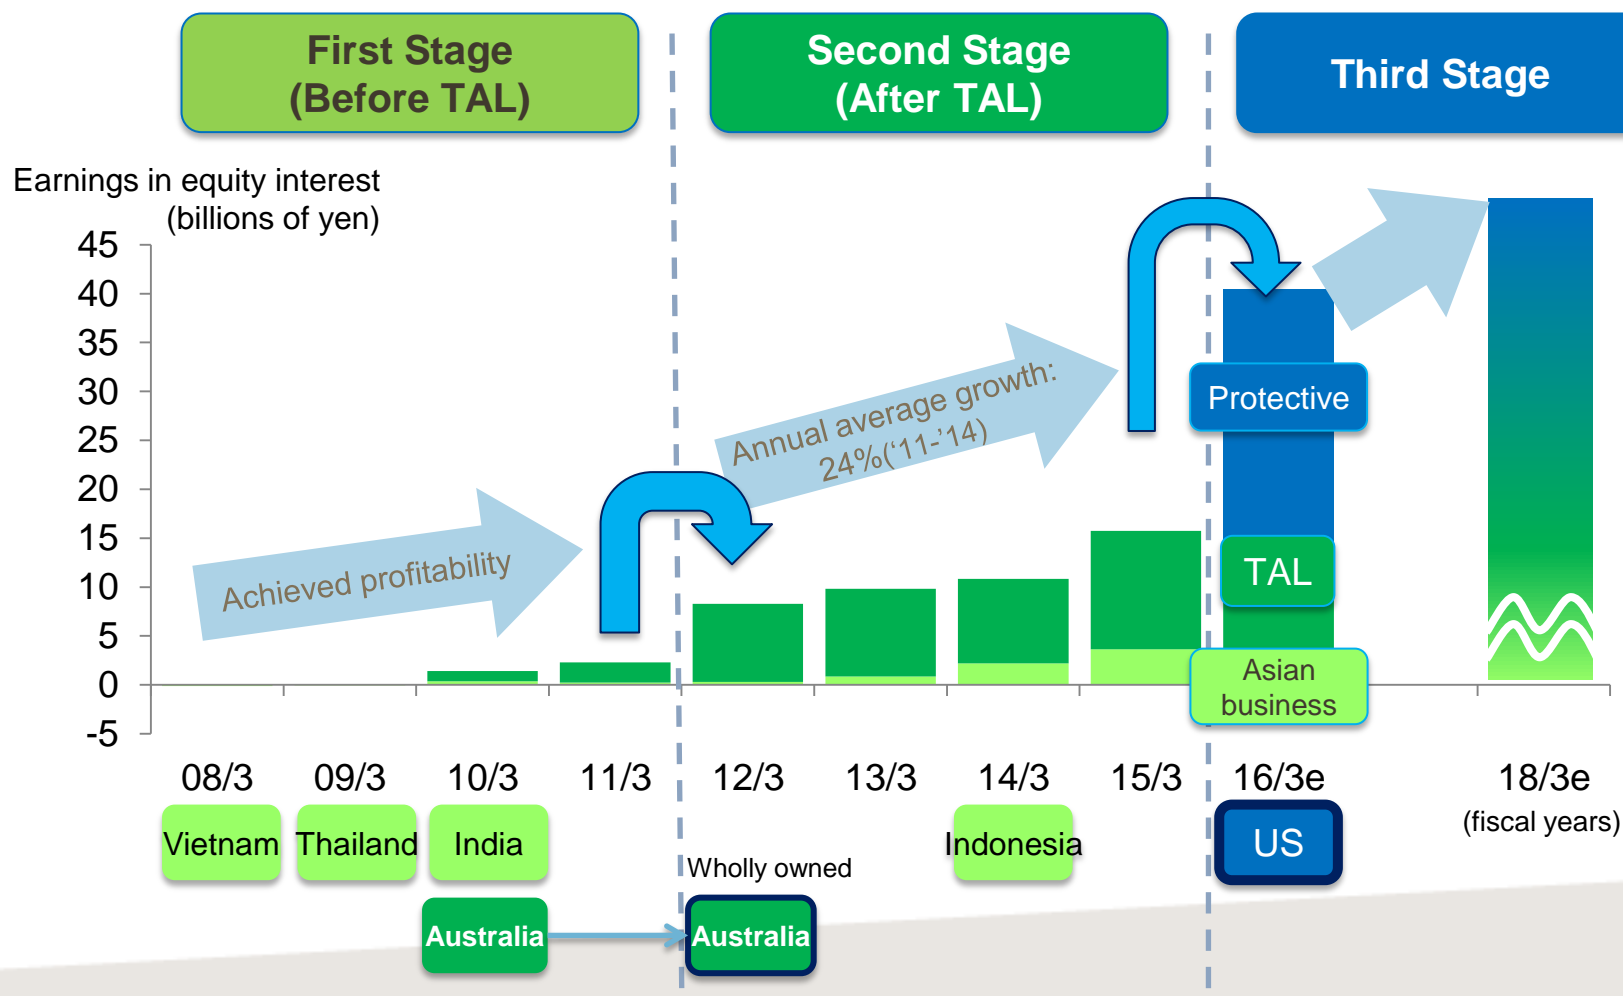 First Stage
(Before TAL)
Second Stage
(After TAL)
Third Stage
Earnings in equity interest
(billions of yen)
45
40
35
30
25
20
15
10
5
0
-5
Achieved profitability
Annual average growth:
24%(‘11-’14)
Protective
TAL
Asian
business
08/3
09/3
10/3
11/3
12/3
13/3
14/3
15/3
16/3e
18/3e
(fiscal years)
Vietnam
Thailand
India
Indonesia
US
Wholly owned
Australia
Australia